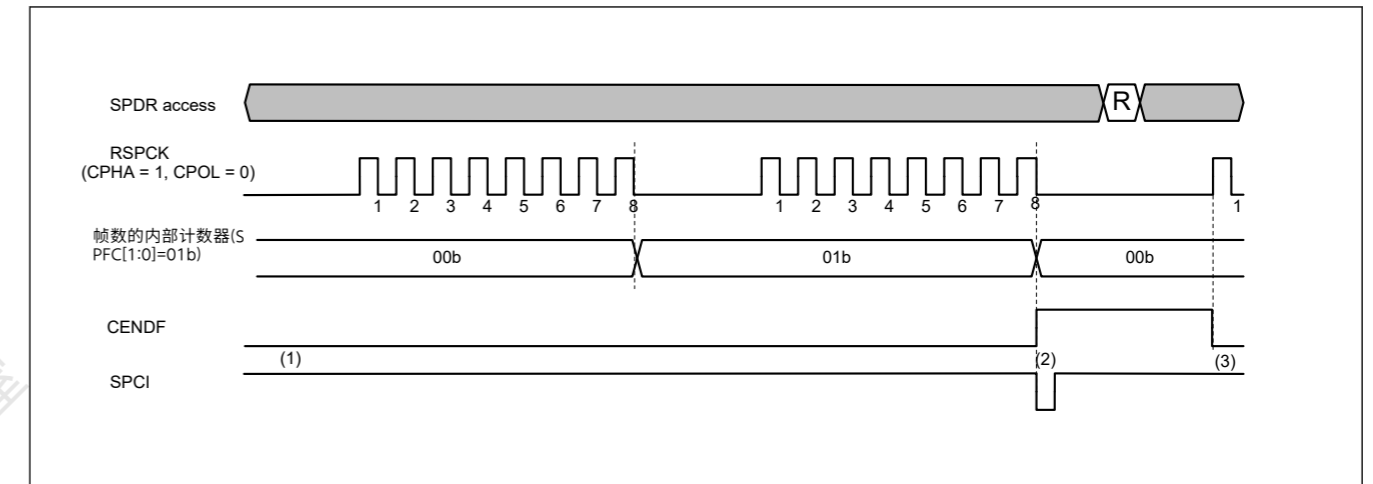 SPDR access
R
RSPCK
(CPHA = 1, CPOL = 0)
1 2 3 4 5 6 7 8 1 2 3 4 5 6 7 8 1
帧数的内部计数器(S
PFC[1:0]=01b)
00b 01b 00b
CENDF
(1) (2) (3)
SPCI